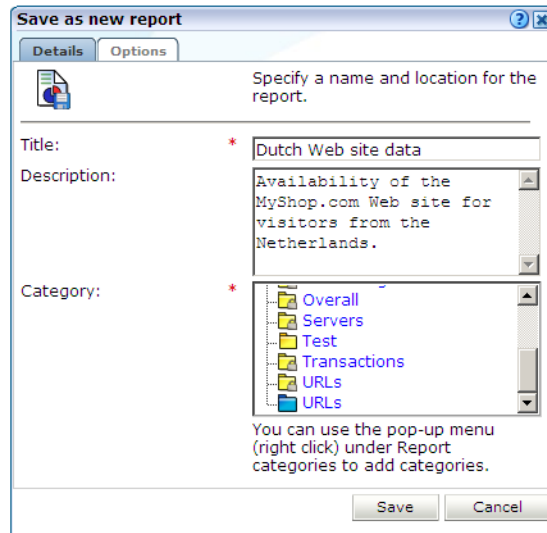 Save as new report
Details Options
Specify a name and location for the
report.
Title: * Dutch Web site data
Description: Availability of the
MyShop.com Web site for
visitors from the
Netherlands.
Category: *
Overall
Servers
Test
Transactions
URLs
URLs
You can use the pop-up menu
(right click) under Report
categories to add categories.
Save Cancel